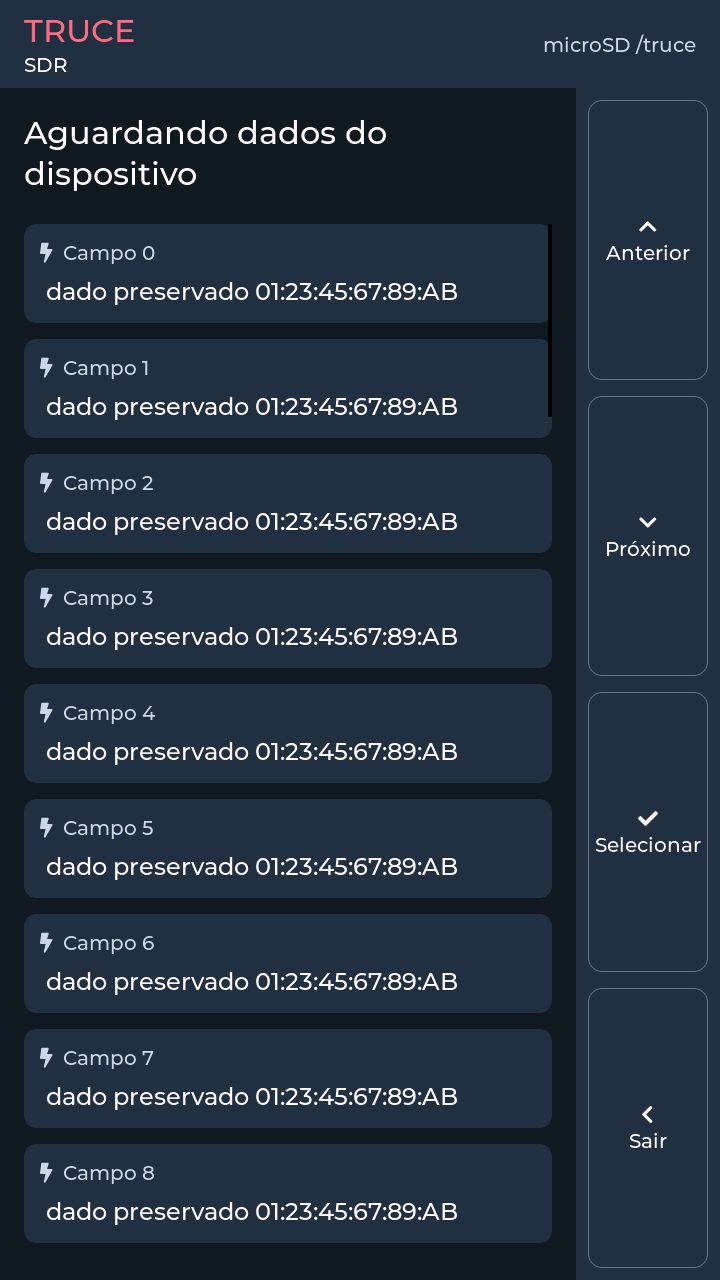 TRUCE
SDR
microSD /truce
Aguardando dados do
dispositivo
Campo 0
dado preservado 01:23:45:67:89:AB
Campo 1
dado preservado 01:23:45:67:89:AB
Campo 2
dado preservado 01:23:45:67:89:AB
Campo 3
dado preservado 01:23:45:67:89:AB
Campo 4
dado preservado 01:23:45:67:89:AB
Campo 5
dado preservado 01:23:45:67:89:AB
Campo 6
dado preservado 01:23:45:67:89:AB
Campo 7
dado preservado 01:23:45:67:89:AB
Campo 8
dado preservado 01:23:45:67:89:AB
Anterior
Próximo
Selecionar
Sair